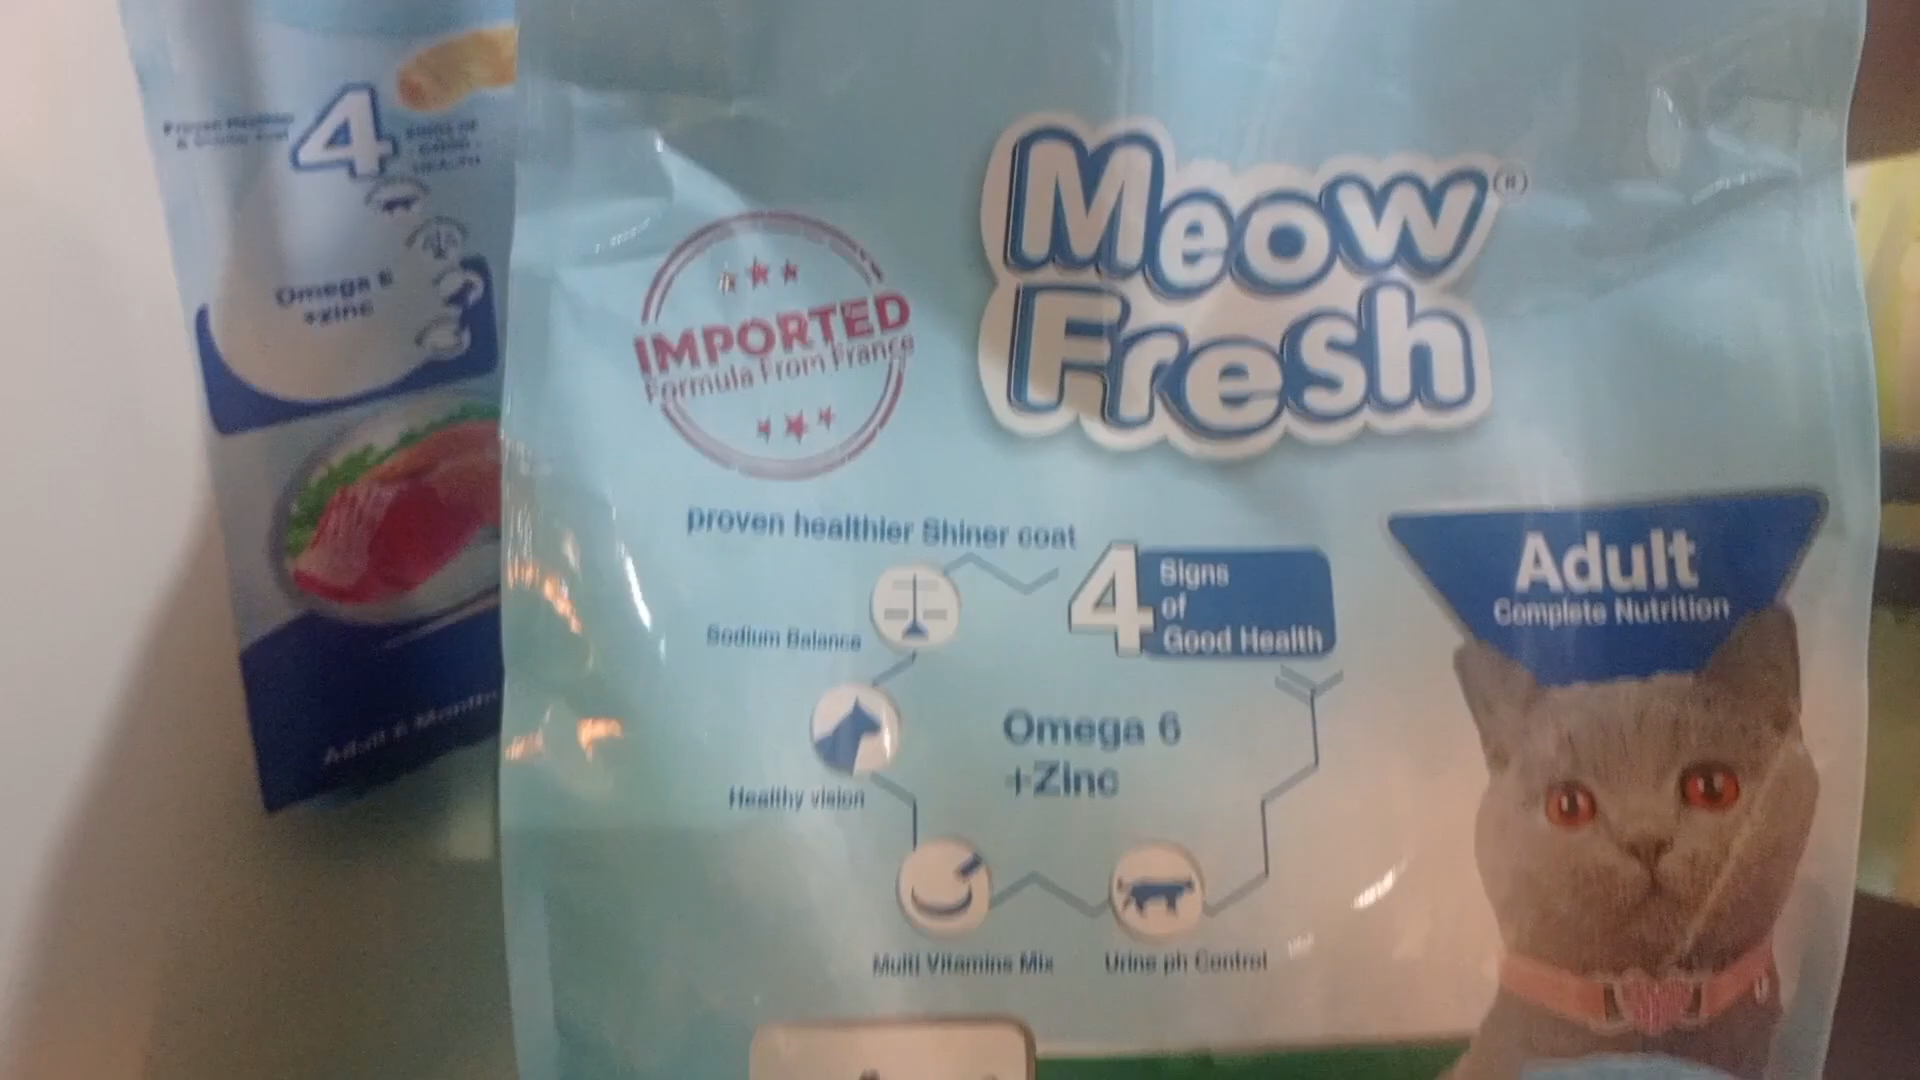 4
Omega 6
+zinc
Meow
Fresh
IMPORTED
Formula From France
proven healthier Shiner coat
4
Signs
of
Good Health
Adult
Complete Nutrition
Sodium Balance
Healthy vision
Omega 6
+Zinc
Multi Vitamins Mix
Urine ph Control